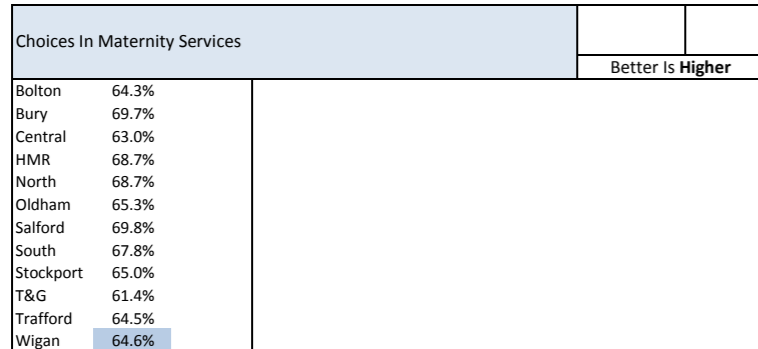 Choices In Maternity Services
Better Is Higher
Bolton 64.3%
Bury 69.7%
Central 63.0%
HMR 68.7%
North 68.7%
Oldham 65.3%
Salford 69.8%
South 67.8%
Stockport 65.0%
T&G 61.4%
Trafford 64.5%
Wigan 64.6%